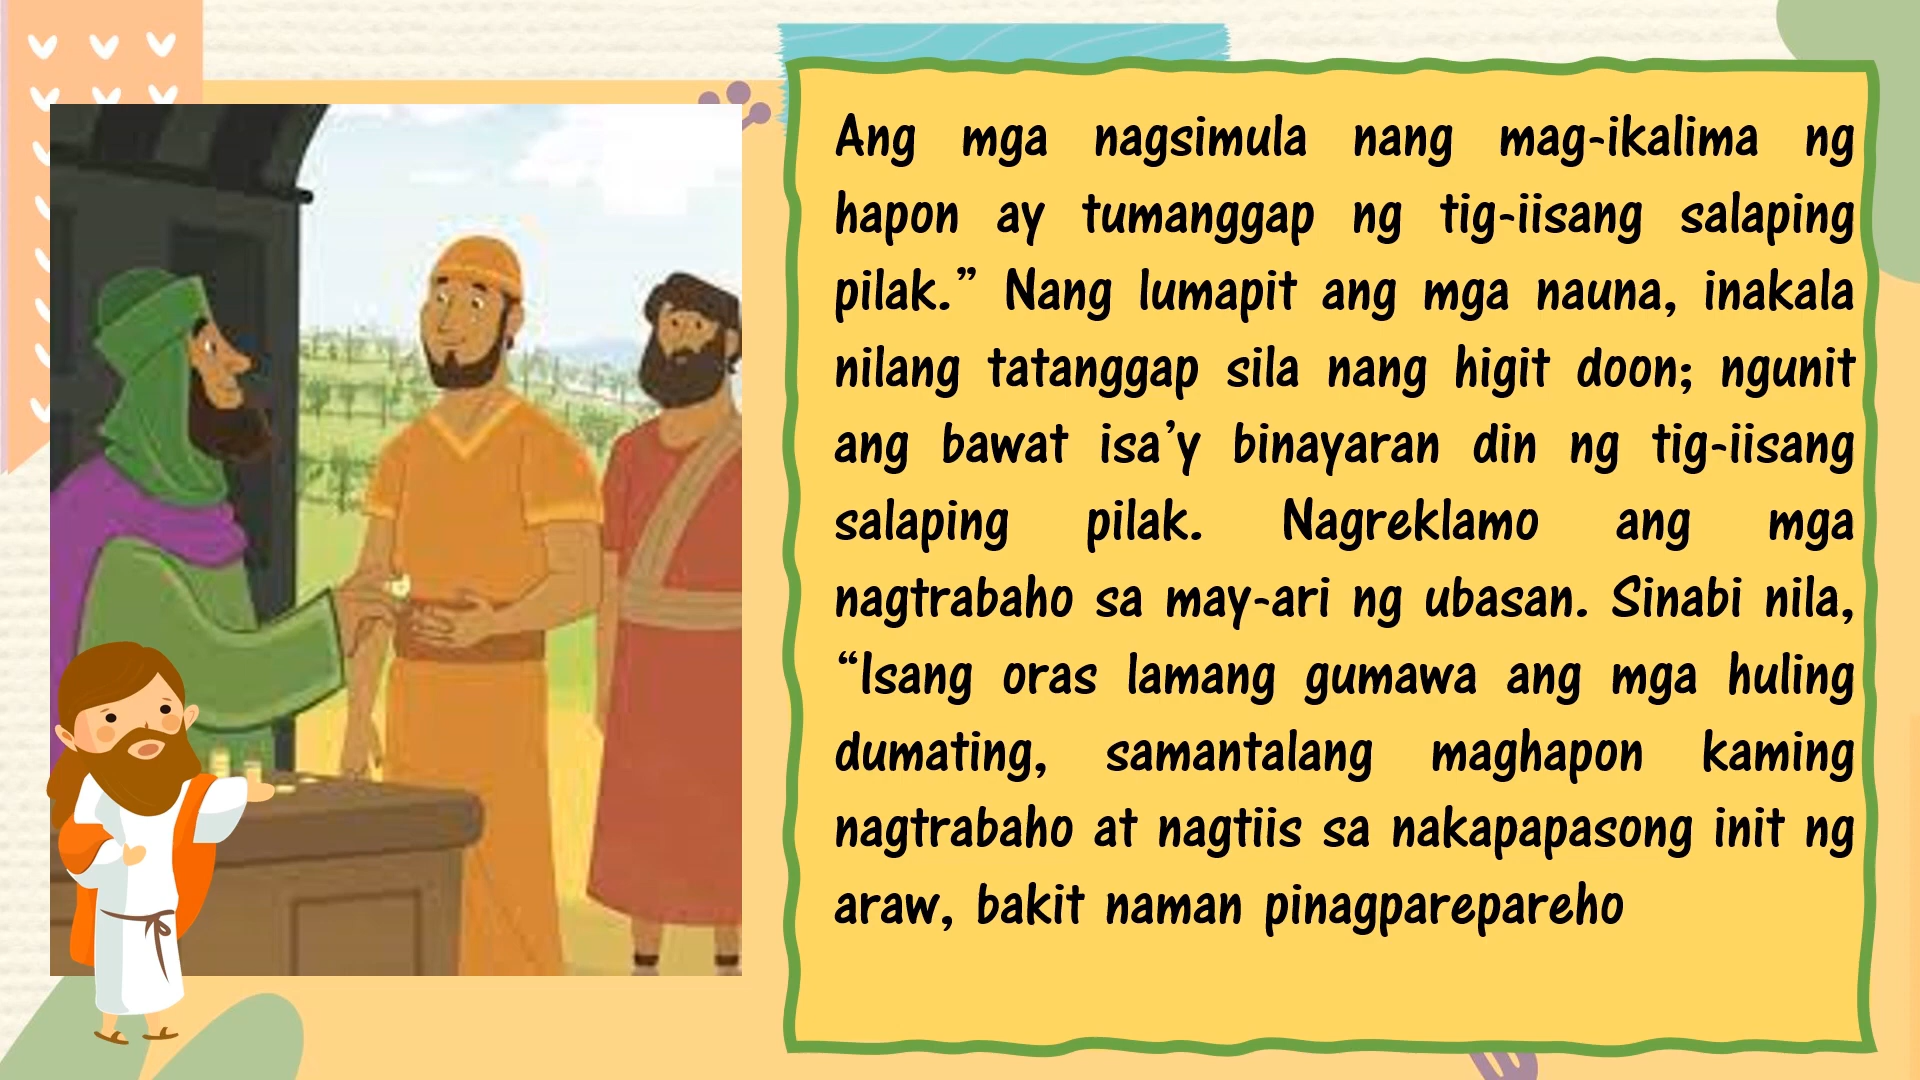 Ang mga nagsimula nang mag-ikalima ng
hapon ay tumanggap ng tig-iisang salaping
pilak.” Nang lumapit ang mga nauna, inakala
nilang tatanggap sila nang higit doon; ngunit
ang bawat isa’y binayaran din ng tig-iisang
salaping pilak. Nagreklamo ang mga
nagtrabaho sa may-ari ng ubasan. Sinabi nila,
“Isang oras lamang gumawa ang mga huling
dumating, samantalang maghapon kaming
nagtrabaho at nagtiis sa nakapapasong init ng
araw, bakit naman pinagparepareho